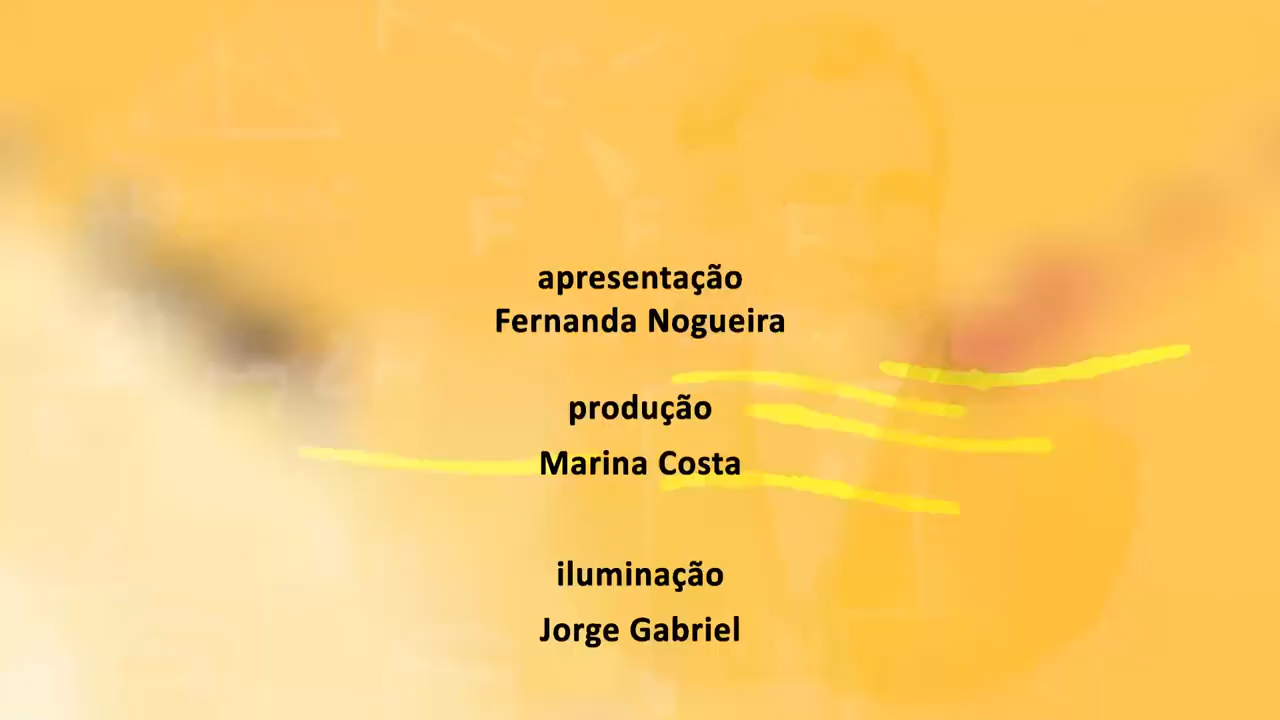 apresentação
Fernanda Nogueira
produção
Marina Costa
iluminação
Jorge Gabriel